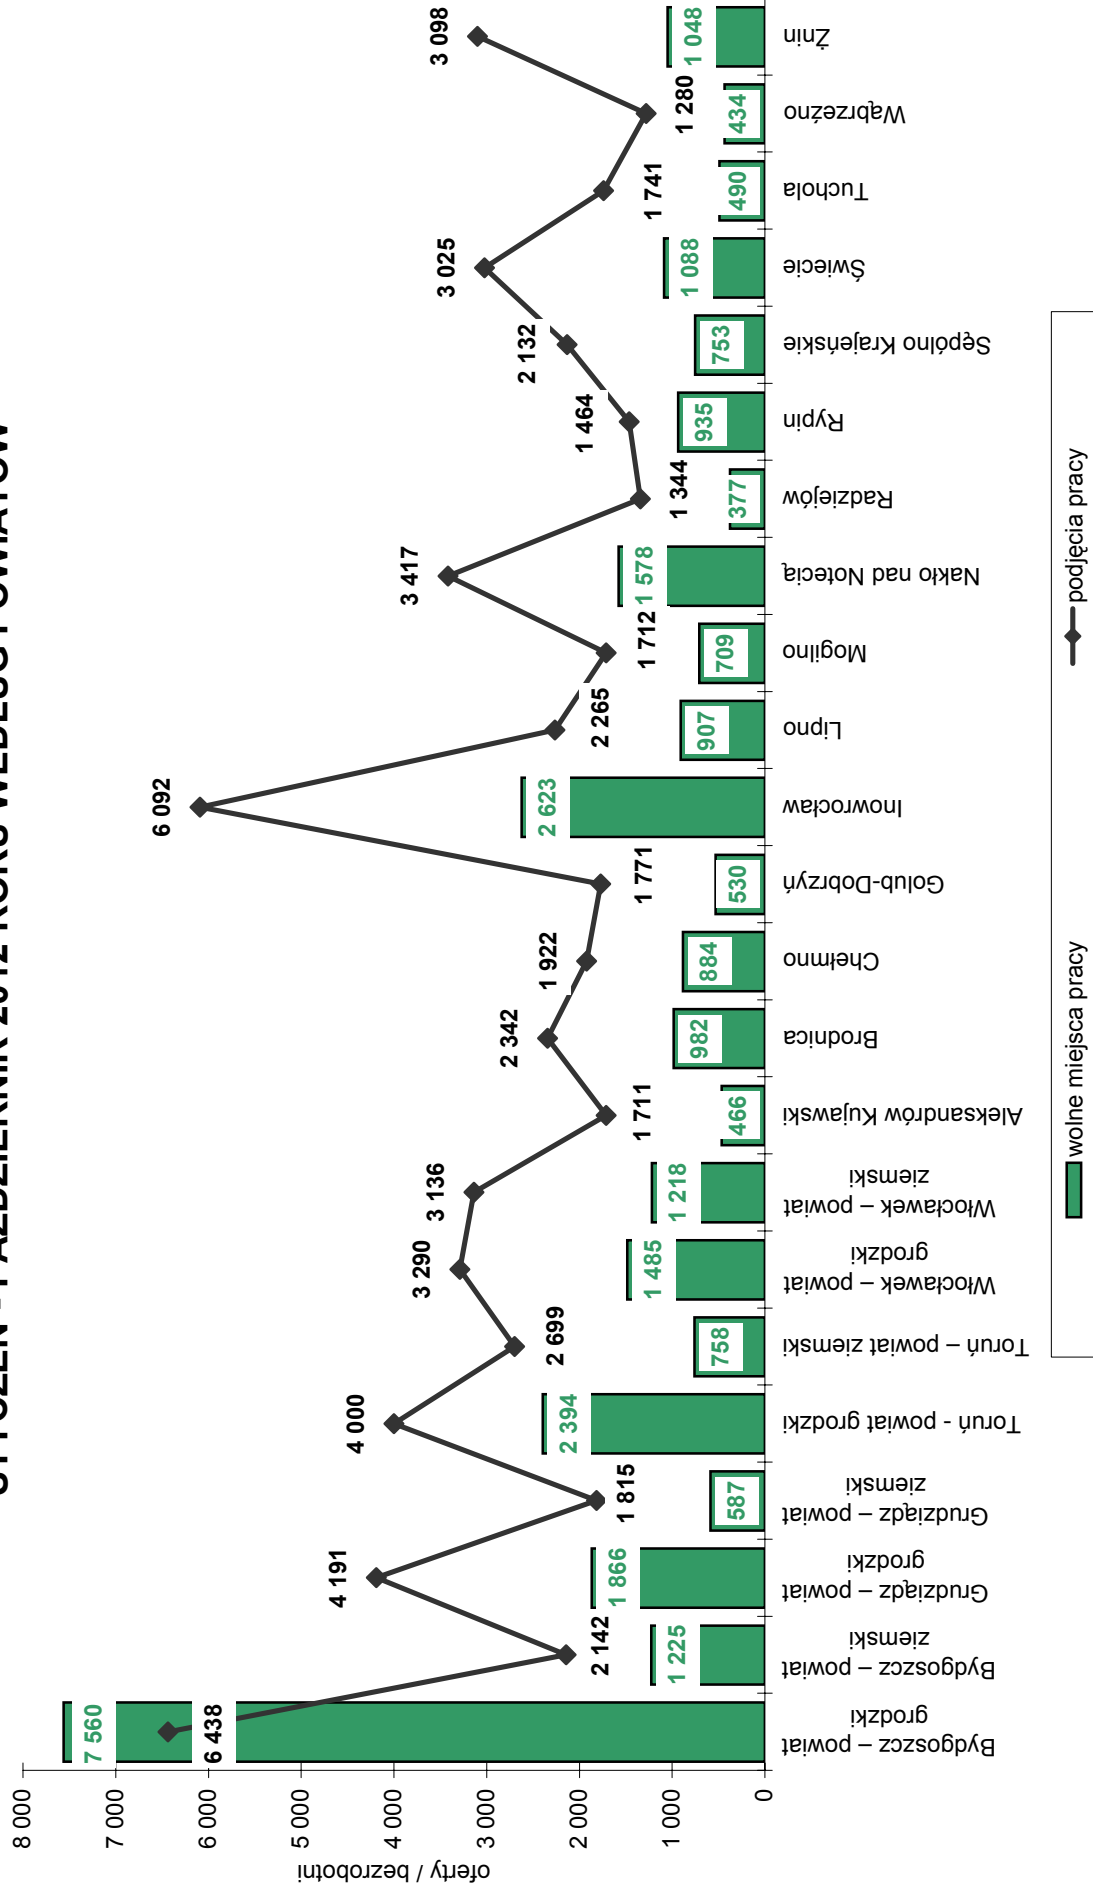 STYCZEŃ - PAŹDZIERNIK 2012 ROKU WEDŁUG POWIATÓW
oferty / bezrobotni
8 000
7 000
6 000
5 000
4 000
3 000
2 000
1 000
0
7 560
6 438
2 142
1 225
4 191
1 866
1 815
587
4 000
2 394
2 699
758
3 290
1 485
3 136
1 218
1 711
466
2 342
982
1 922
884
1 771
530
6 092
2 623
2 265
907
1 712
709
3 417
1 578
1 344
377
1 464
935
2 132
753
3 025
1 088
1 741
490
1 280
434
3 098
1 048
Bydgoszcz – powiat
grodzki
Bydgoszcz – powiat
ziemski
Grudziądz – powiat
grodzki
Grudziądz – powiat
ziemski
Toruń - powiat grodzki
Toruń – powiat ziemski
Włocławek – powiat
grodzki
Włocławek – powiat
ziemski
Aleksandrów Kujawski
Brodnica
Chełmno
Golub-Dobrzyń
Inowrocław
Lipno
Mogilno
Nakło nad Notecią
Radziejów
Rypin
Sępólno Krajeńskie
Świecie
Tuchola
Wąbrzeźno
Żnin
wolne miejsca pracy
podjęcia pracy